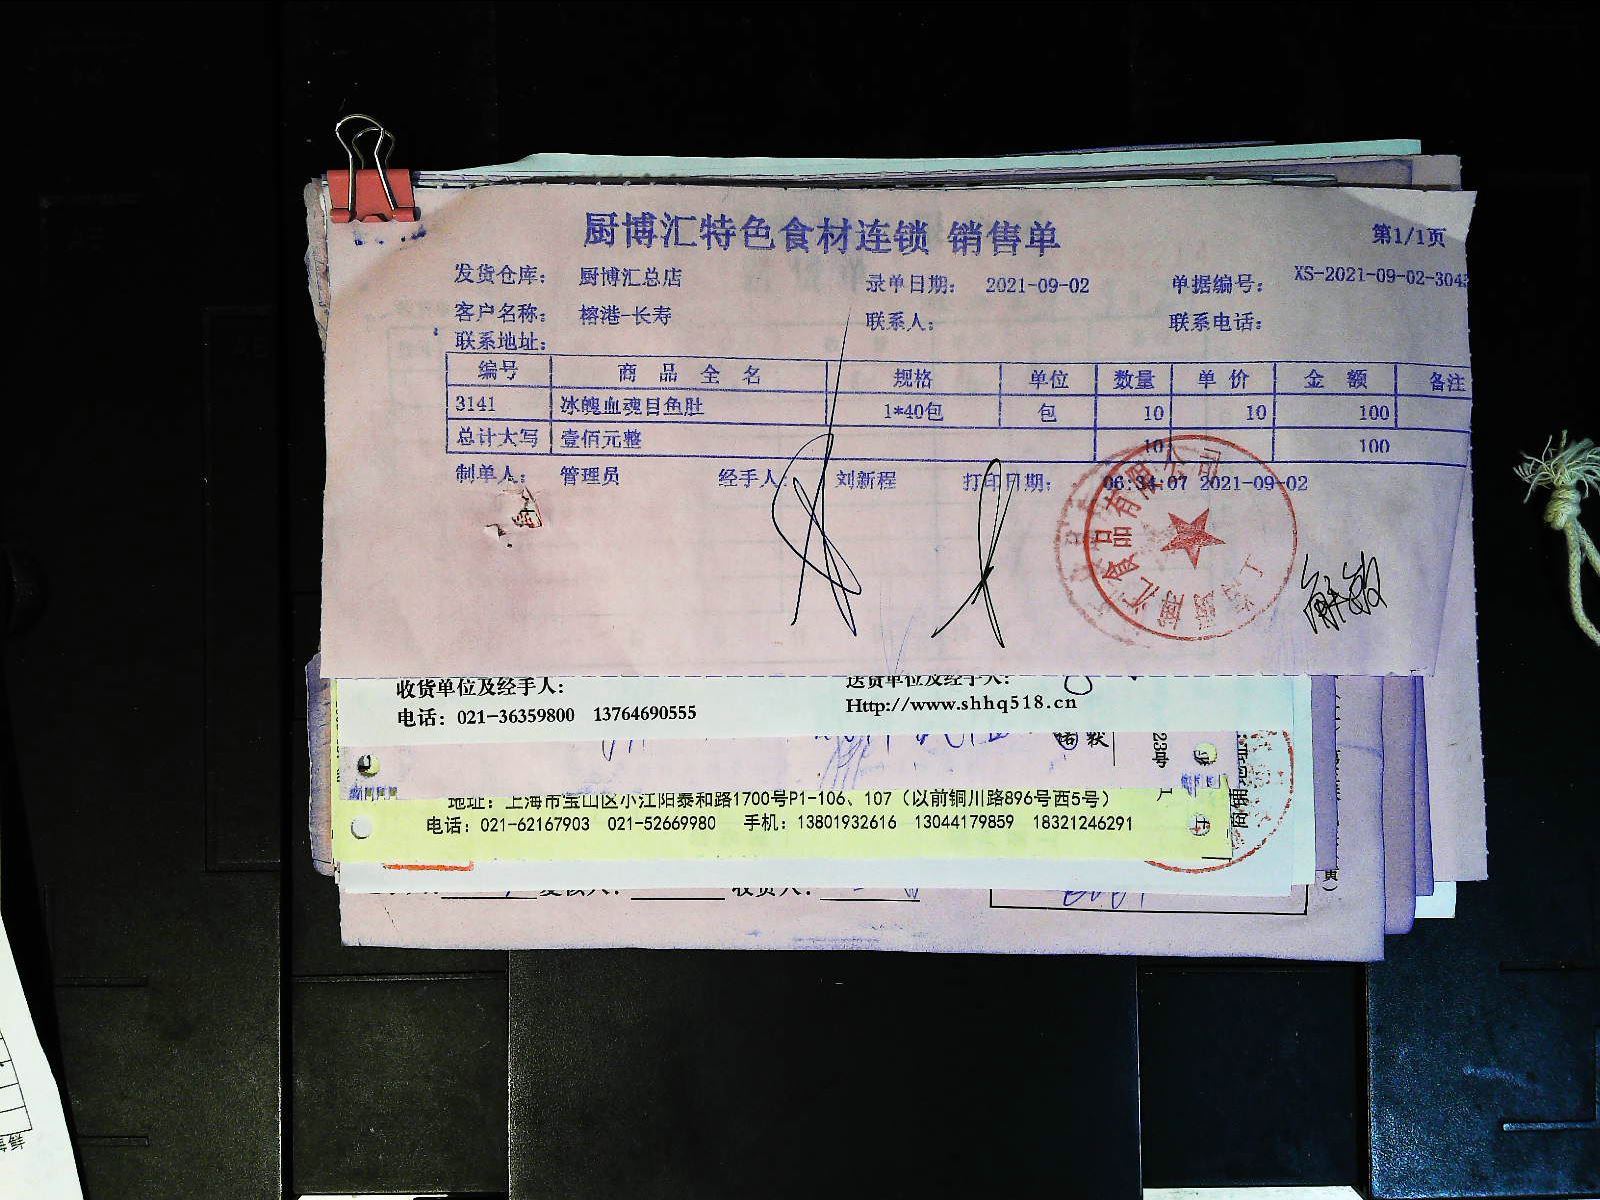 厨博汇特色食材连锁 销售单
第1/1页
发货仓库： 厨博汇总店 录单日期： 2021-09-02 单据编号： XS-2021-09-02-304
客户名称： 榕港-长寿 联系人： 联系电话：
联系地址：
编号 商品全名 规格 单位 数量 单价 金额 备注
3141 冰魄血魂目鱼肚 1*40包 包 10 10 100
总计大写 壹佰元整 10 100
制单人： 管理员 经手人： 刘新程 打印日期： 06:34:07 2021-09-02
收货单位及经手人： 送货单位及经手人：
电话：021-36359800 13764690555 Http://www.shhq518.cn
23号
地址：上海市宝山区小江阳泰和路1700号P1-106、107（以前铜川路896号西5号）
电话：021-62167903 021-52669980 手机：13801932616 13044179859 18321246291
收货人：